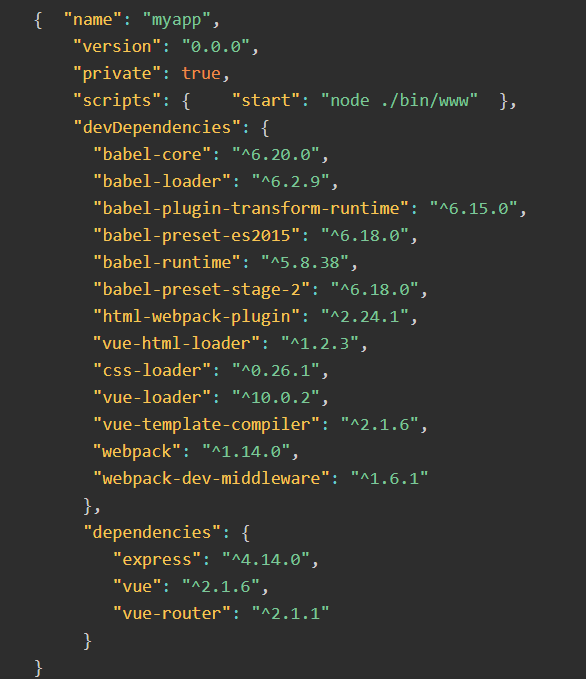 {  "name": "myapp",
"version": "0.0.0",
"private": true,
"scripts": {    "start": "node ./bin/www"  },
"devDependencies": {
"babel-core": "^6.20.0",
"babel-loader": "^6.2.9",
"babel-plugin-transform-runtime": "^6.15.0",
"babel-preset-es2015": "^6.18.0",
"babel-runtime": "^5.8.38",
"babel-preset-stage-2": "^6.18.0",
"html-webpack-plugin": "^2.24.1",
"vue-html-loader": "^1.2.3",
"css-loader": "^0.26.1",
"vue-loader": "^10.0.2",
"vue-template-compiler": "^2.1.6",
"webpack": "^1.14.0",
"webpack-dev-middleware": "^1.6.1"
},
"dependencies": {
"express": "^4.14.0",
"vue": "^2.1.6",
"vue-router": "^2.1.1"
}
}